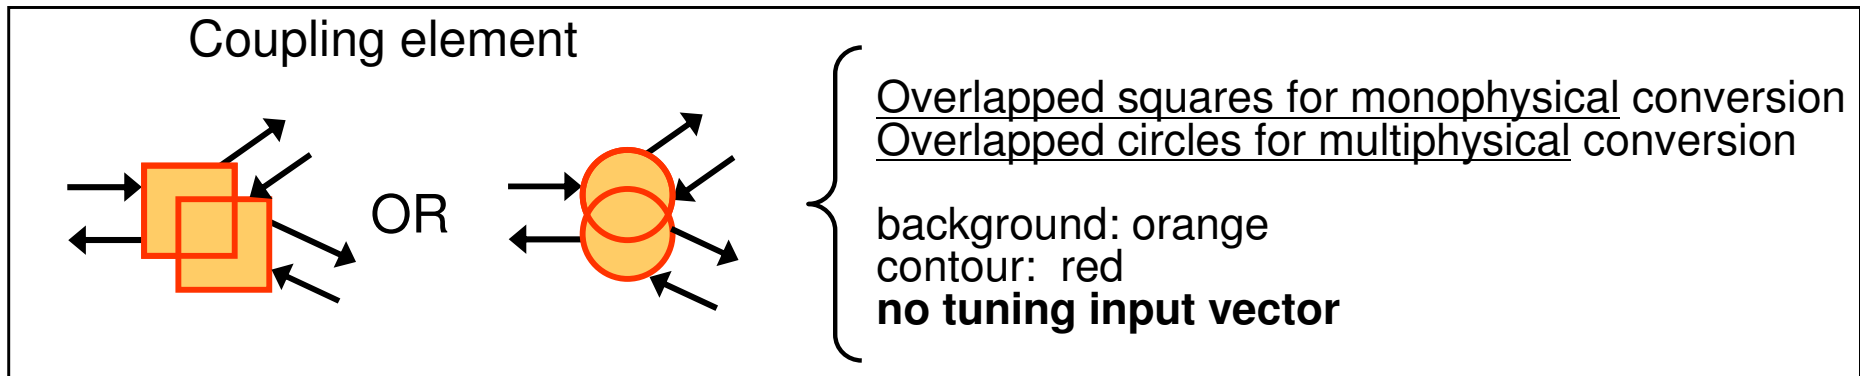 Coupling element
OR
Overlapped squares for monophysical conversion
Overlapped circles for multiphysical conversion
background: orange
contour: red
no tuning input vector